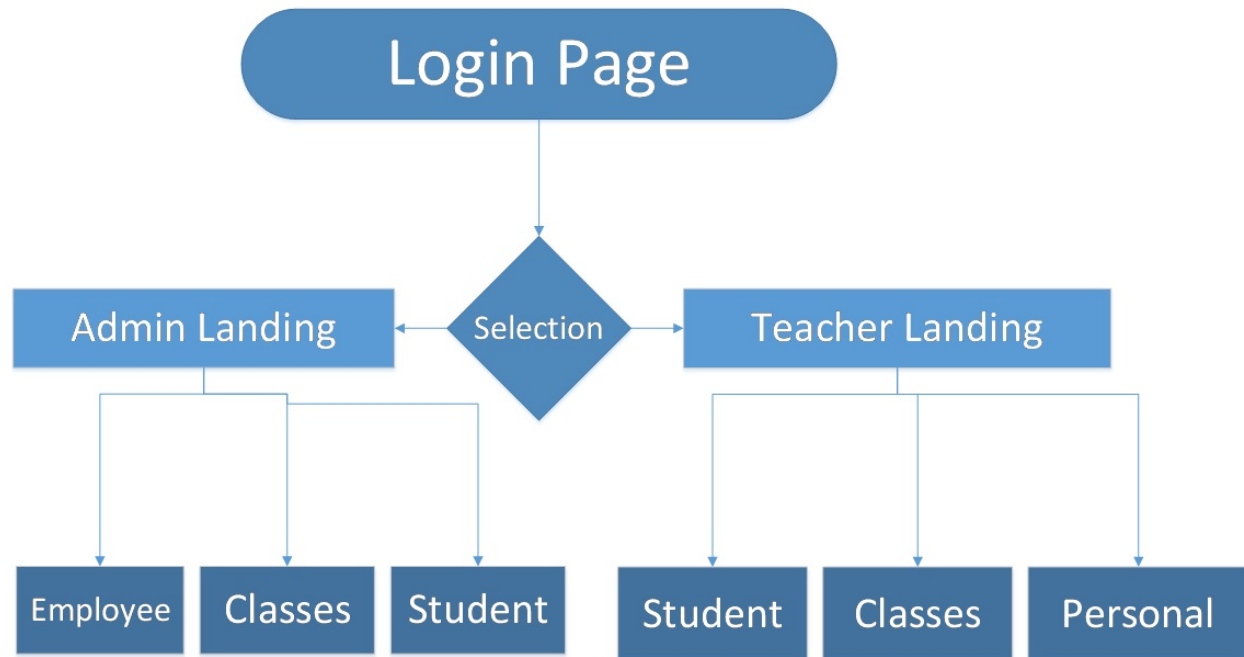 Login Page
Admin Landing
Selection
Teacher Landing
Employee
Classes
Student
Student
Classes
Personal